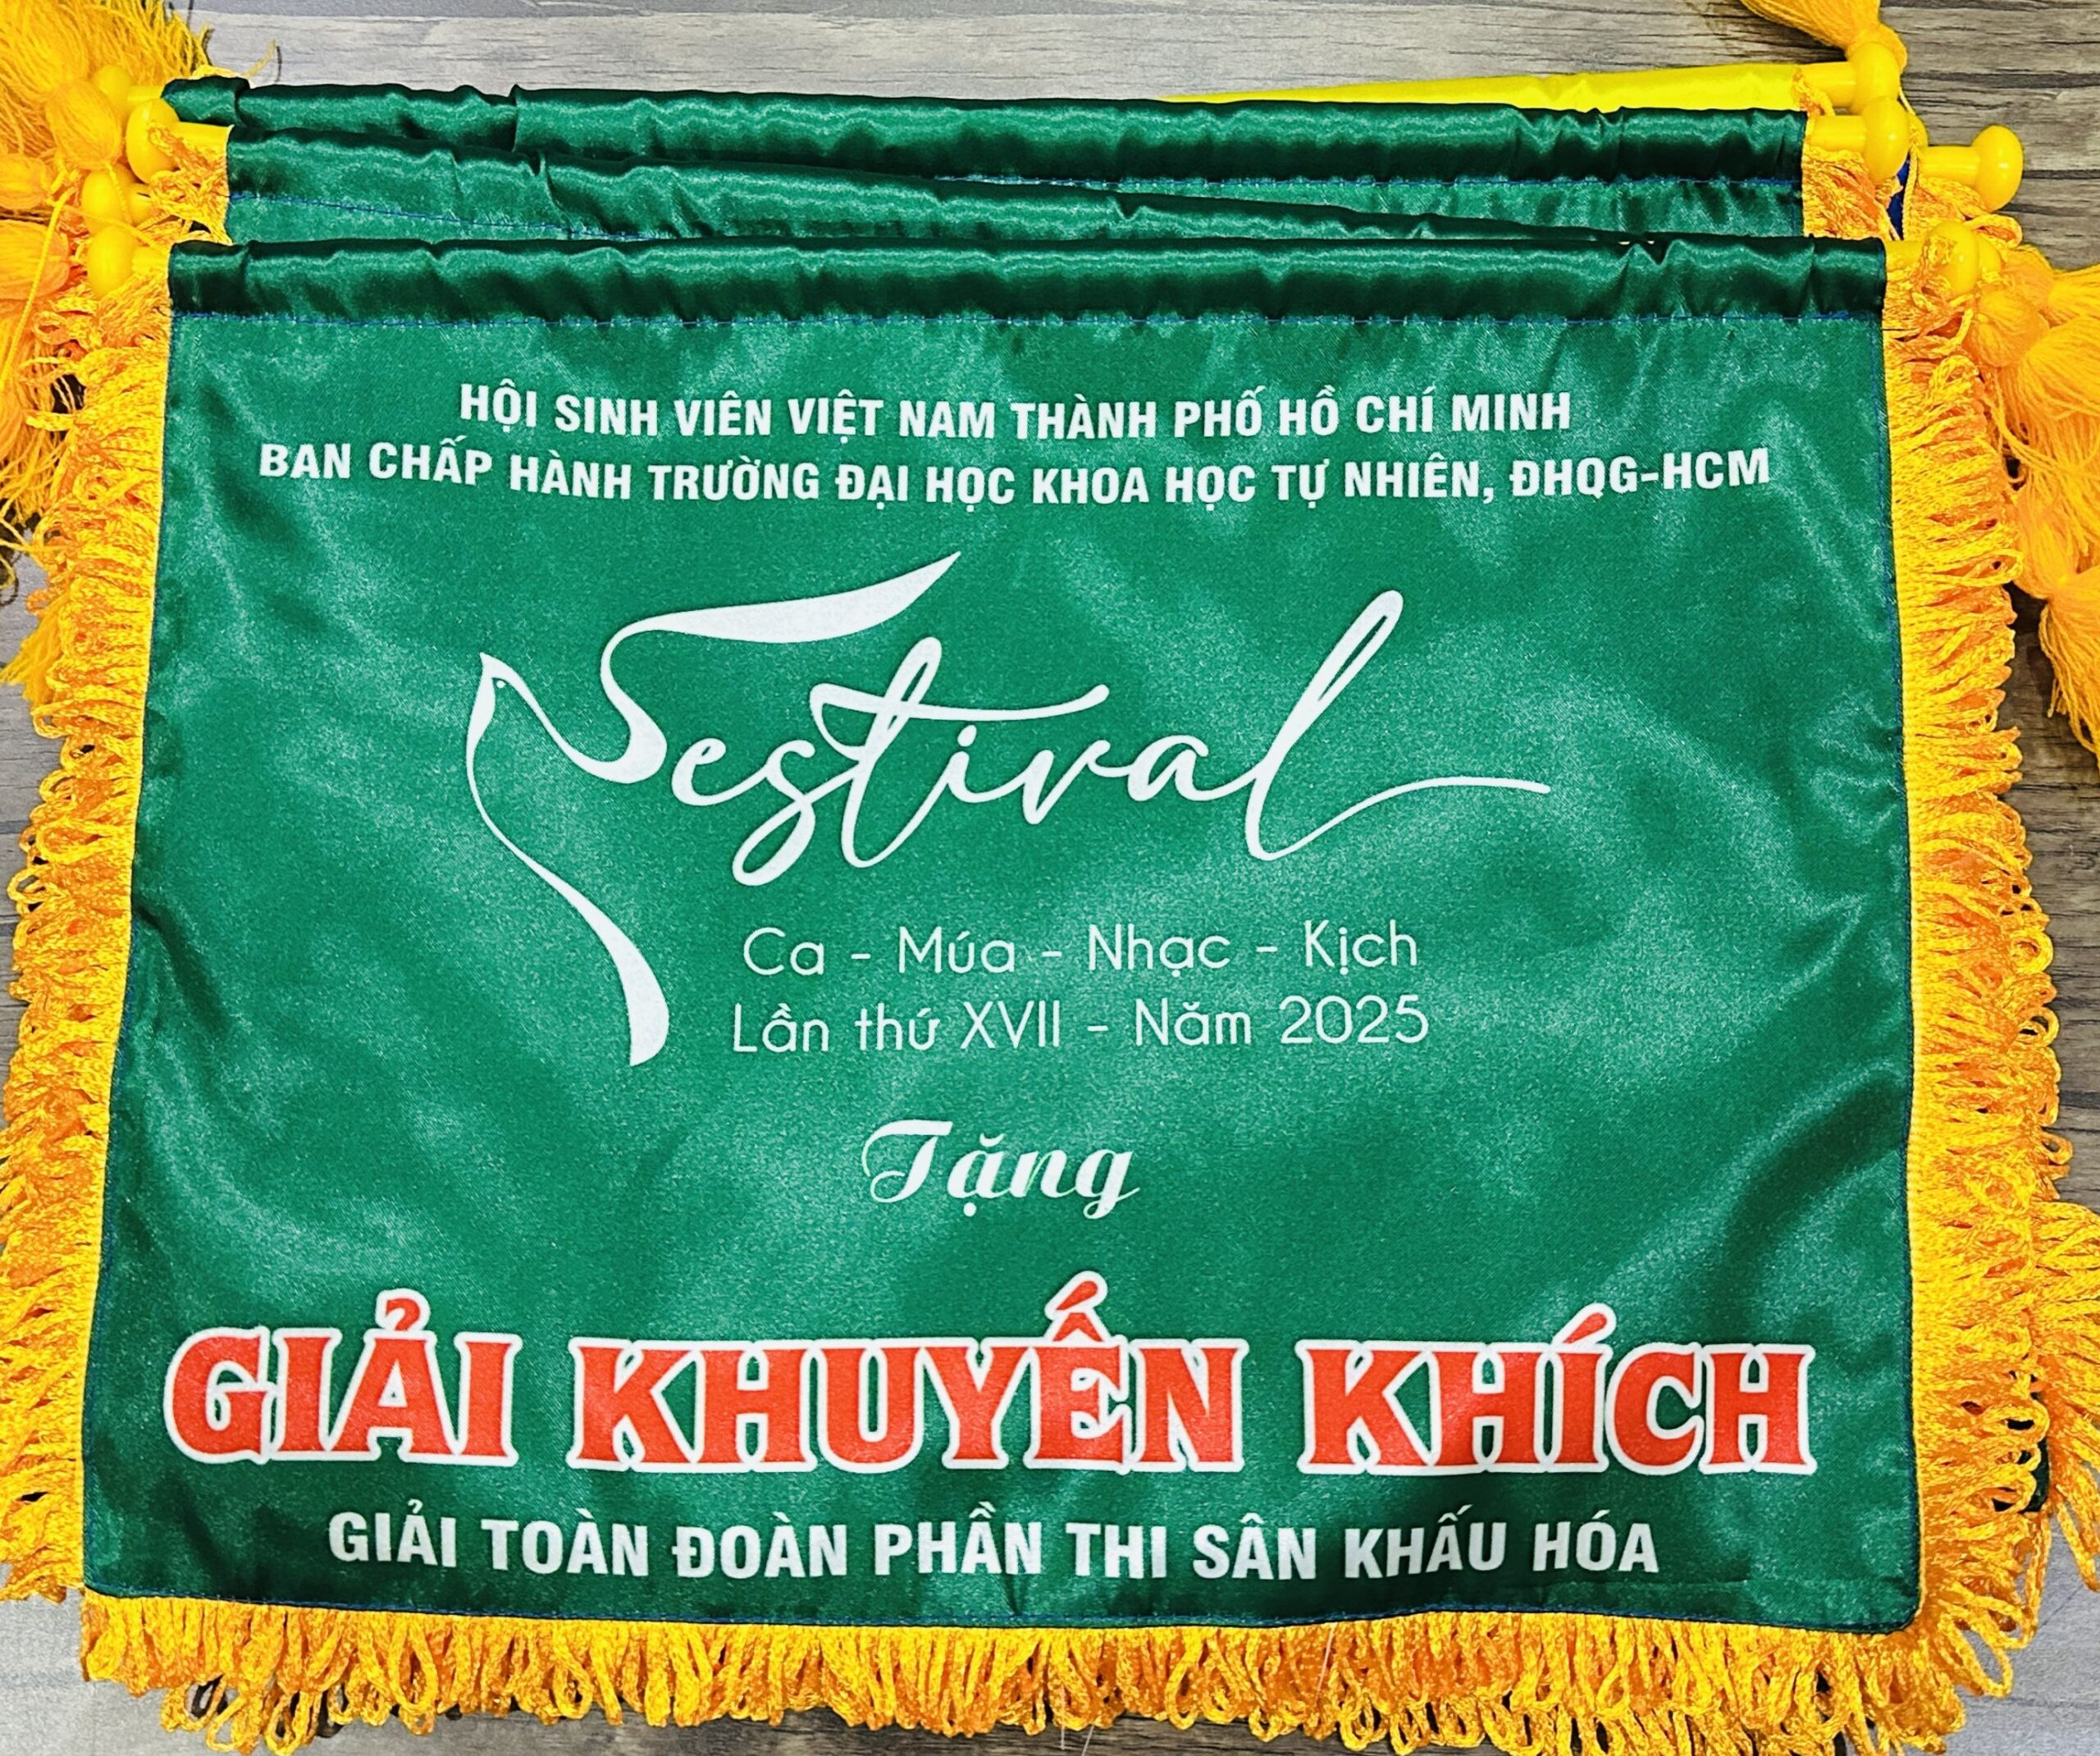 HỘI SINH VIÊN VIỆT NAM THÀNH PHỐ HỒ CHÍ MINH
BAN CHẤP HÀNH TRƯỜNG ĐẠI HỌC KHOA HỌC TỰ NHIÊN, ĐHQG-HCM
Festival
Ca - Múa - Nhạc - Kịch
Lần thứ XVII - Năm 2025
Tặng
GIẢI KHUYẾN KHÍCH
GIẢI TOÀN ĐOÀN PHẦN THI SÂN KHẤU HÓA